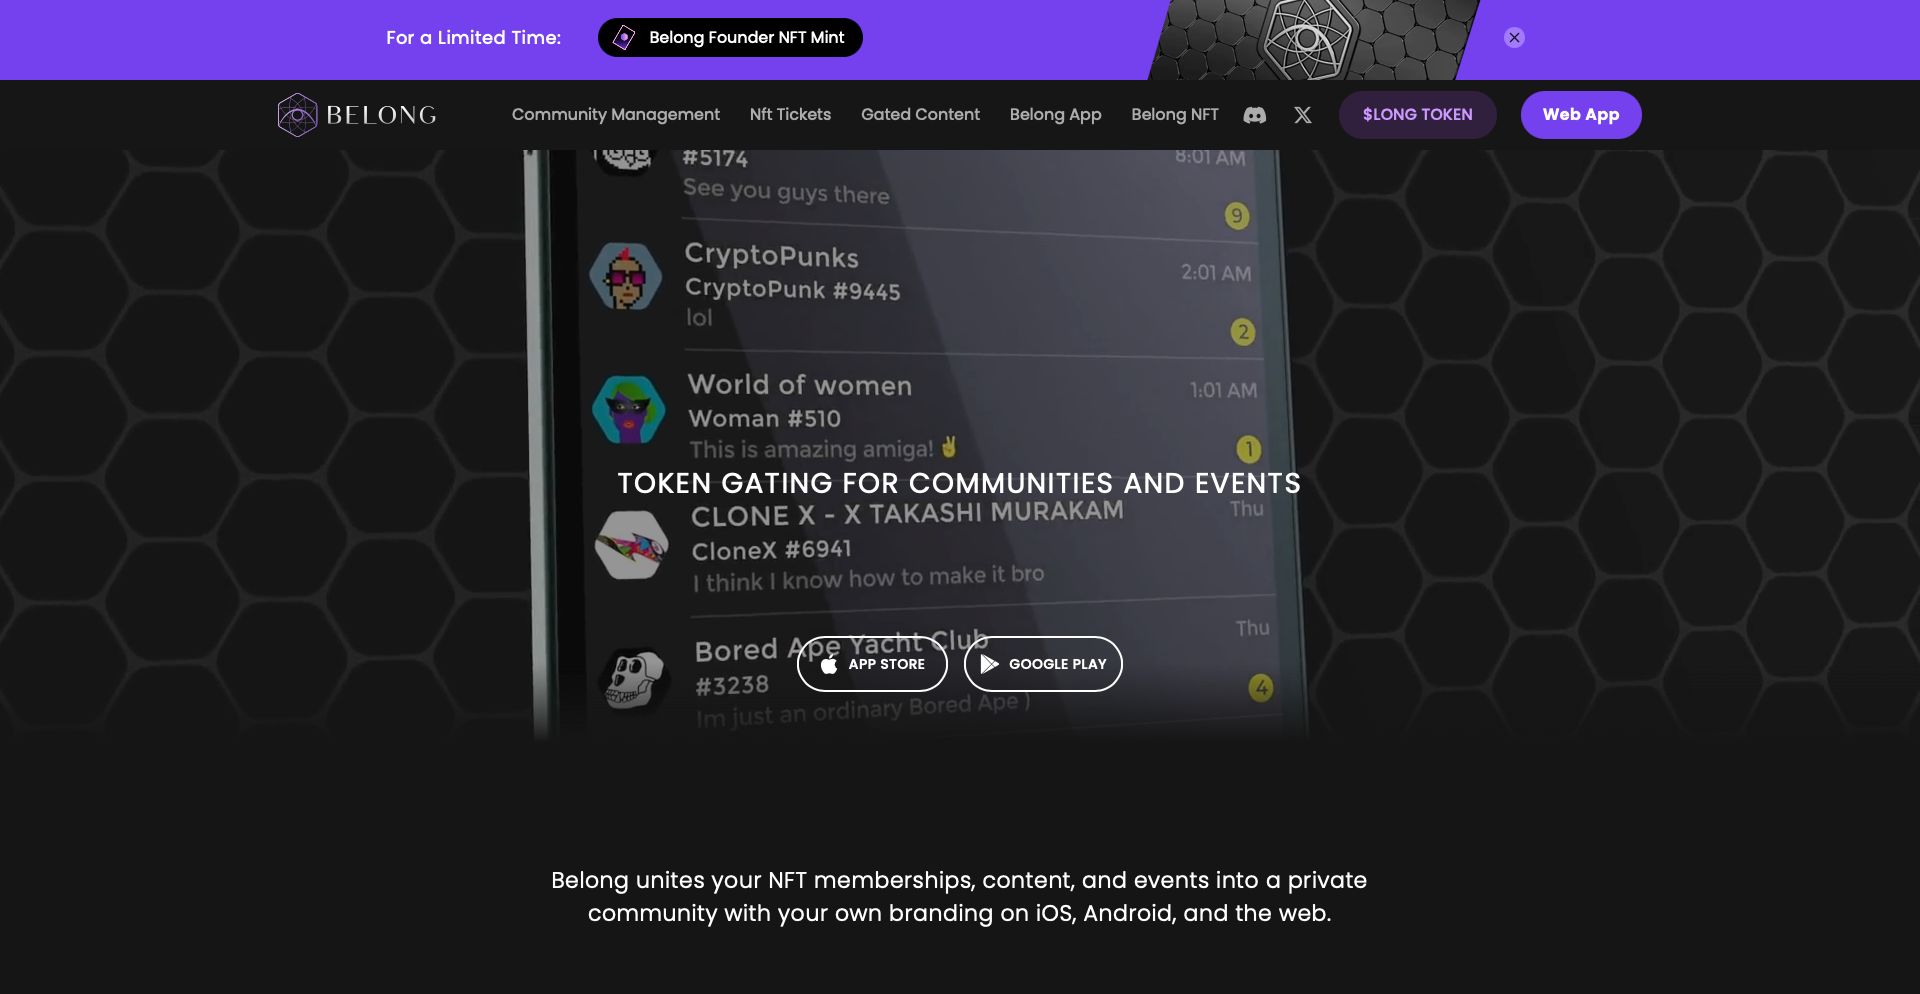 For a Limited Time:
Belong Founder NFT Mint
BELONG
Community Management
Nft Tickets
Gated Content
Belong App
Belong NFT
$LONG TOKEN
Web App
#5174
8:01 AM
See you guys there
9
CryptoPunks
2:01 AM
CryptoPunk #9445
lol
2
World of women
1:01 AM
Woman #510
This is amazing amiga! ✌
1
TOKEN GATING FOR COMMUNITIES AND EVENTS
CLONE X - X TAKASHI MURAKAM
Thu
CloneX #6941
I think I know how to make it bro
Bored Ape Yacht Club
Thu
#3238
4
Im just an ordinary Bored Ape )
APP STORE
GOOGLE PLAY
Belong unites your NFT memberships, content, and events into a private
community with your own branding on iOS, Android, and the web.